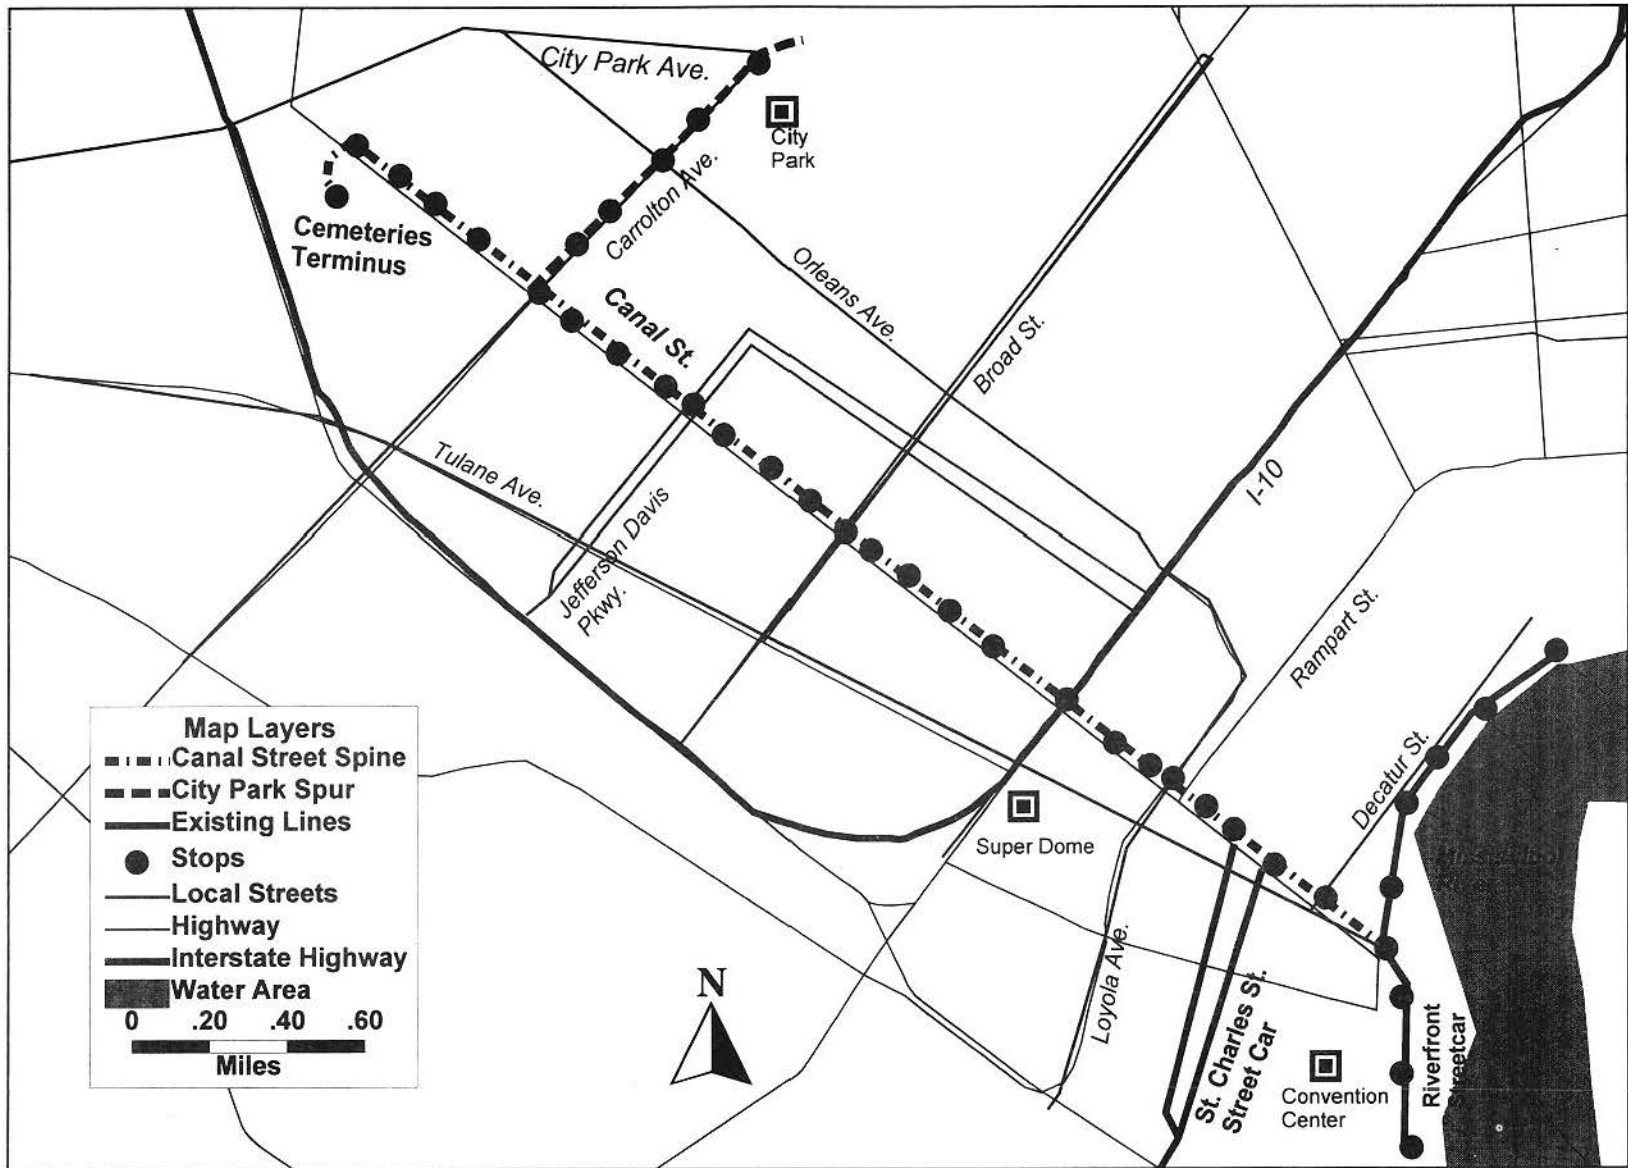 City Park Ave.
City
Park
Carrolton Ave.
Cemeteries
Terminus
Orleans Ave.
Canal St.
Broad St.
Tulane Ave.
I-10
Jefferson Davis
Pkwy.
Rampart St.
Decatur St.
Super Dome
Loyola Ave.
St. Charles St.
Street Car
Convention
Center
Riverfront
Streetcar
Map Layers
Canal Street Spine
City Park Spur
Existing Lines
Stops
Local Streets
Highway
Interstate Highway
Water Area
0 .20 .40 .60
Miles
N